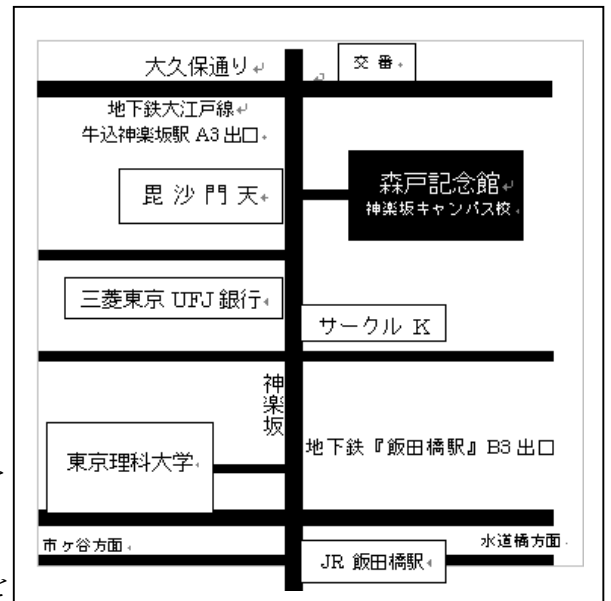 大久保通り
交番
地下鉄大江戸線
牛込神楽坂駅 A3 出口
毘沙門天
森戸記念館
神楽坂キャンパス校
三菱東京 UFJ 銀行
サークル K
神楽坂
地下鉄『飯田橋駅』B3 出口
東京理科大学
市ヶ谷方面
水道橋方面
JR 飯田橋駅